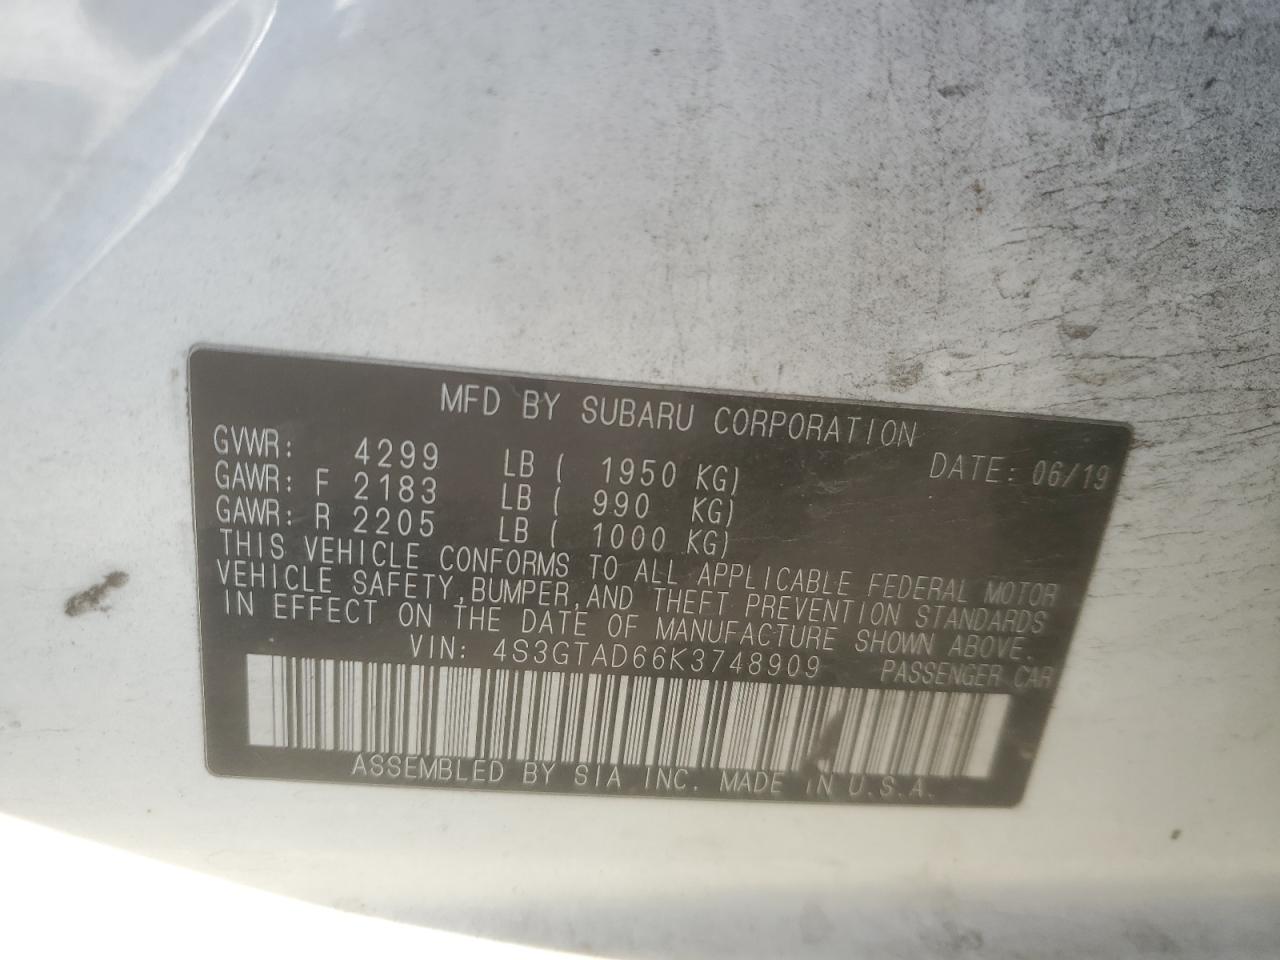 MFD BY SUBARU CORPORATION
GVWR: 4299 LB ( 1950 KG) DATE: 06/19
GAWR: F 2183 LB ( 990 KG)
GAWR: R 2205 LB ( 1000 KG)
THIS VEHICLE CONFORMS TO ALL APPLICABLE FEDERAL MOTOR
VEHICLE SAFETY, BUMPER, AND THEFT PREVENTION STANDARDS
IN EFFECT ON THE DATE OF MANUFACTURE SHOWN ABOVE.
VIN: 4S3GTAD66K3748909 PASSENGER CAR
ASSEMBLED BY SIA INC. MADE IN U.S.A.